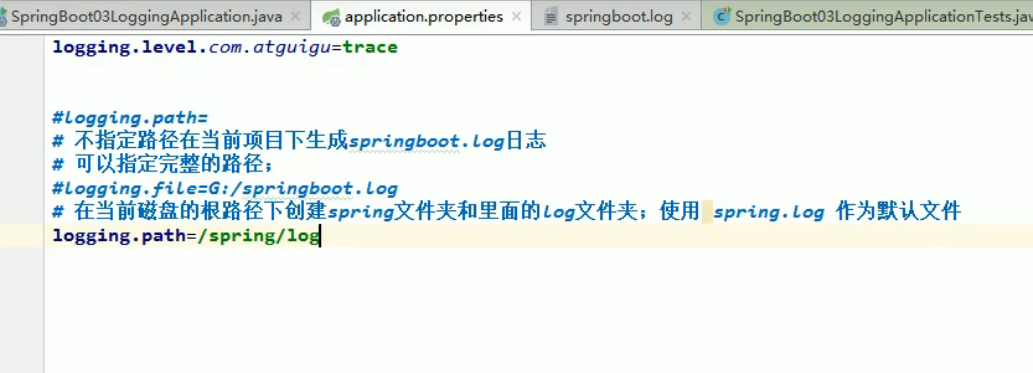 SpringBoot03LoggingApplication.java
application.properties
springboot.log
SpringBoot03LoggingApplicationTests.jav
logging.level.com.atguigu=trace
#logging.path=
# 不指定路径在当前项目下生成springboot.log日志
# 可以指定完整的路径;
#logging.file=G:/springboot.log
# 在当前磁盘的根路径下创建spring文件夹和里面的log文件夹;使用 spring.log 作为默认文件
logging.path=/spring/log